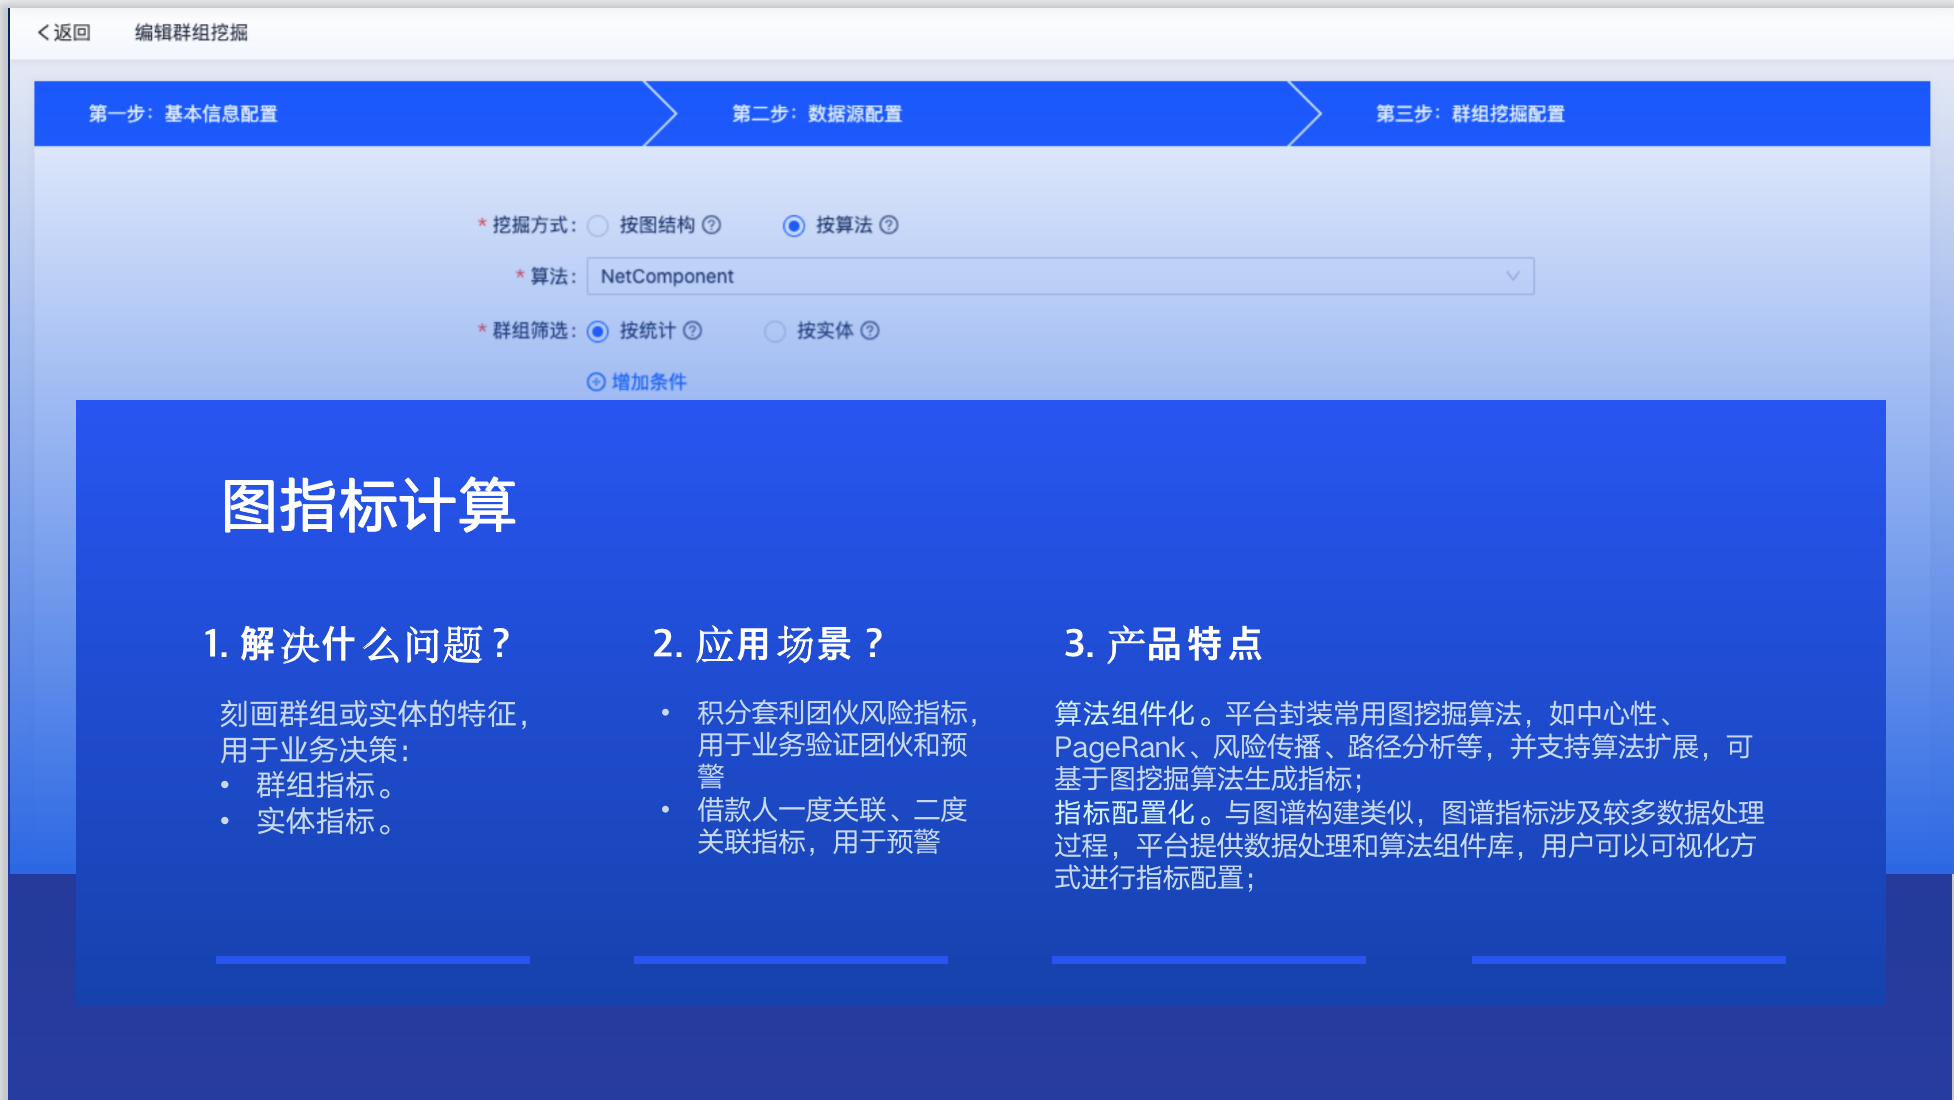 返回 编辑群组挖掘
第一步：基本信息配置 第二步：数据源配置 第三步：群组挖掘配置
* 挖掘方式： 按图结构 按算法
* 算法： NetComponent
* 群组筛选： 按统计 按实体
增加条件
图指标计算
1. 解决什么问题？
刻画群组或实体的特征，
用于业务决策：
• 群组指标。
• 实体指标。
2. 应用场景？
• 积分套利团伙风险指标，
用于业务验证团伙和预
警
• 借款人一度关联、二度
关联指标，用于预警
3. 产品特点
算法组件化。平台封装常用图挖掘算法，如中心性、
PageRank、风险传播、路径分析等，并支持算法扩展，可
基于图挖掘算法生成指标；
指标配置化。与图谱构建类似，图谱指标涉及较多数据处理
过程，平台提供数据处理和算法组件库，用户可以可视化方
式进行指标配置；